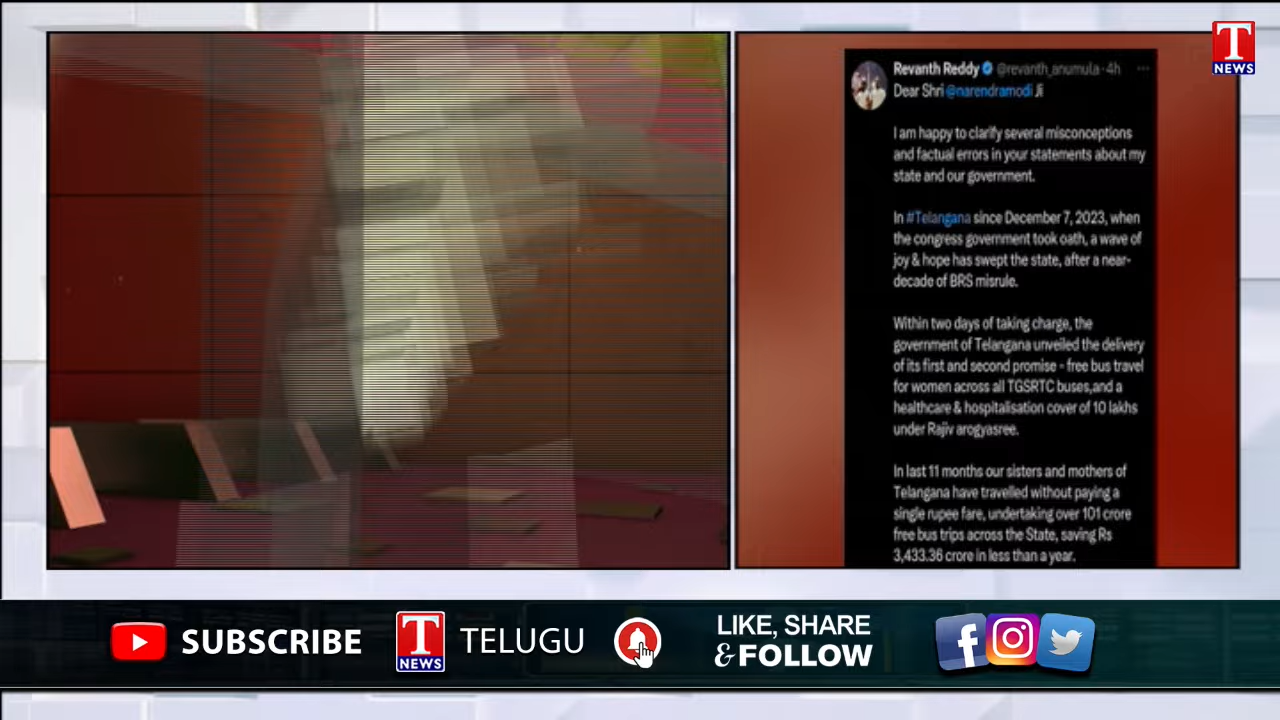 T
NEWS
Revanth Reddy @revanth_anumula · 4h
Dear Shri @narendramodi Ji
I am happy to clarify several misconceptions
and factual errors in your statements about my
state and our government.
In #Telangana since December 7, 2023, when
the congress government took oath, a wave of
joy & hope has swept the state, after a near-
decade of BRS misrule.
Within two days of taking charge, the
government of Telangana unveiled the delivery
of its first and second promise - free bus travel
for women across all TGSRTC buses,and a
healthcare & hospitalisation cover of 10 lakhs
under Rajiv arogyasree.
In last 11 months our sisters and mothers of
Telangana have travelled without paying a
single rupee fare, undertaking over 101 crore
free bus trips across the State, saving Rs
3,433.36 crore in less than a year.
SUBSCRIBE
T
NEWS
TELUGU
LIKE, SHARE
& FOLLOW